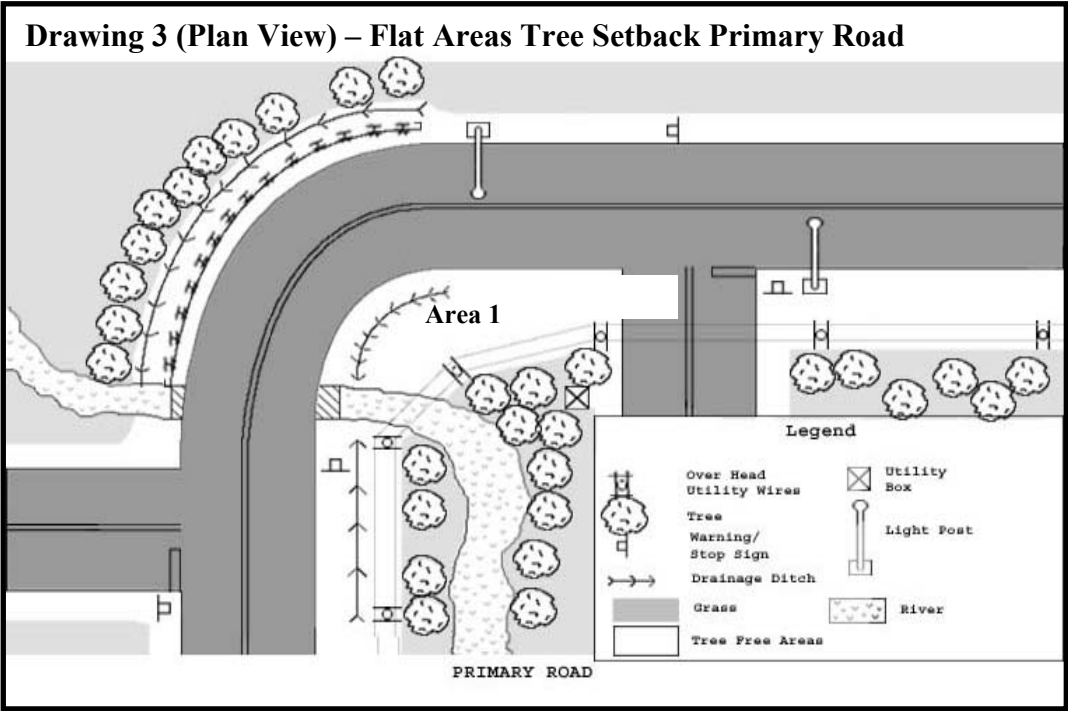 Drawing 3 (Plan View) – Flat Areas Tree Setback Primary Road
Area 1
Legend
Over Head
Utility Wires
Utility
Box
Tree
Warning/
Stop Sign
Light Post
Drainage Ditch
Grass
River
Tree Free Areas
PRIMARY ROAD